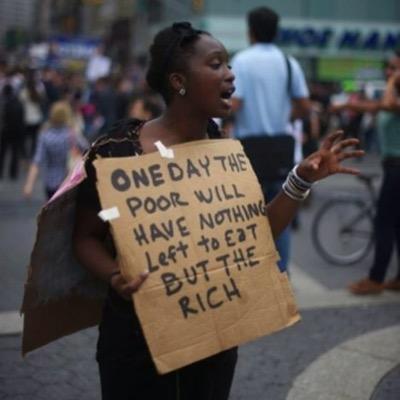 ONE DAY THE
POOR WILL
HAVE NOTHING
Left to EAT
BUT THE
RICH